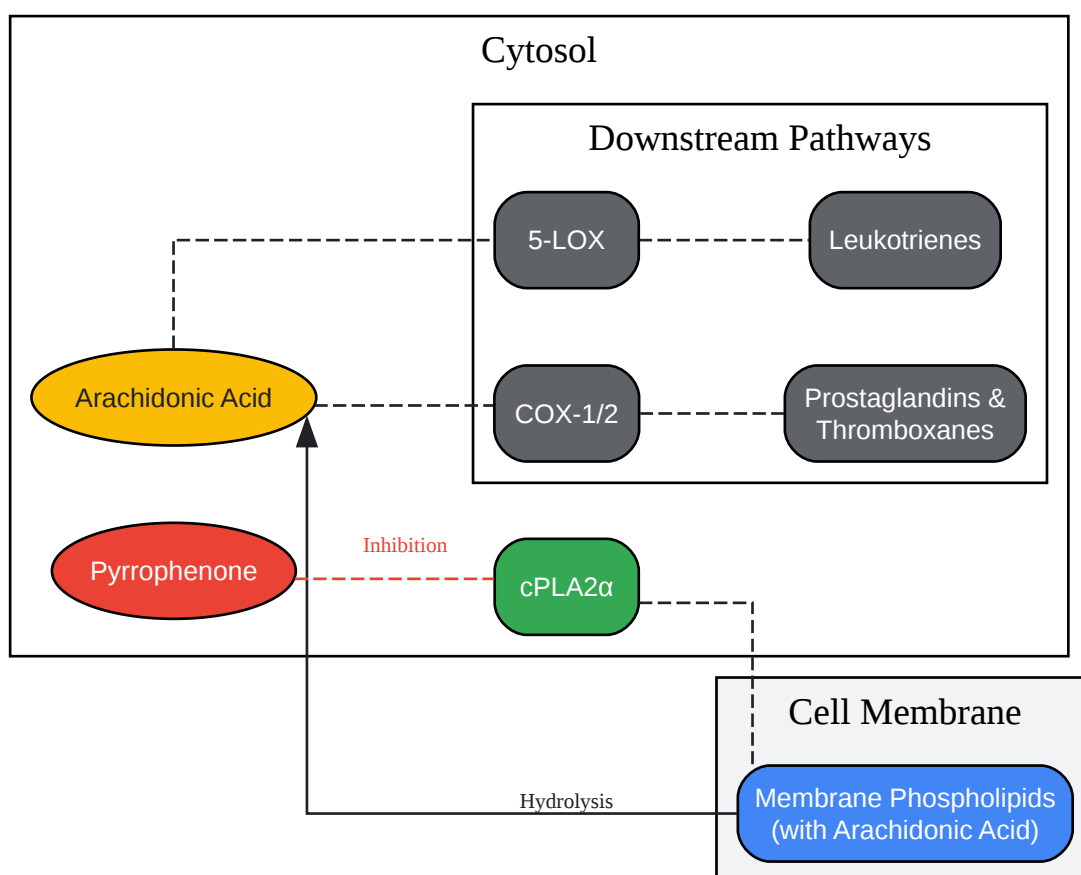 Cytosol
Downstream Pathways
5-LOX
Leukotrienes
Arachidonic Acid
COX-1/2
Prostaglandins &
Thromboxanes
Pyrrophenone
Inhibition
cPLA2α
Cell Membrane
Hydrolysis
Membrane Phospholipids
(with Arachidonic Acid)